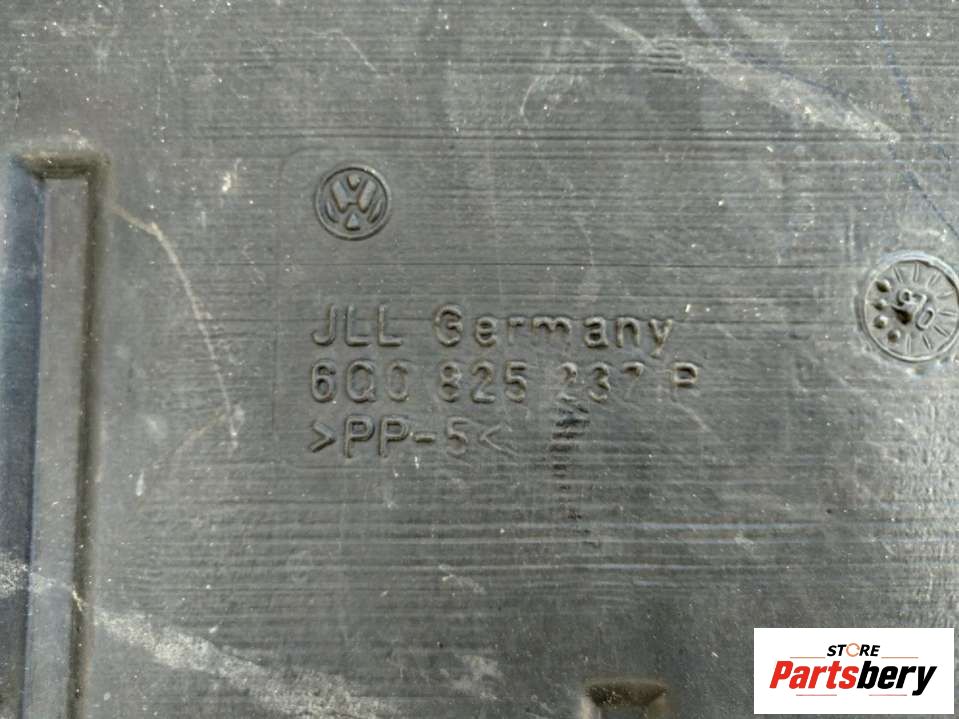 JLL Germany
6Q0 825 237 P
>PP-5<
STORE
Partsbery